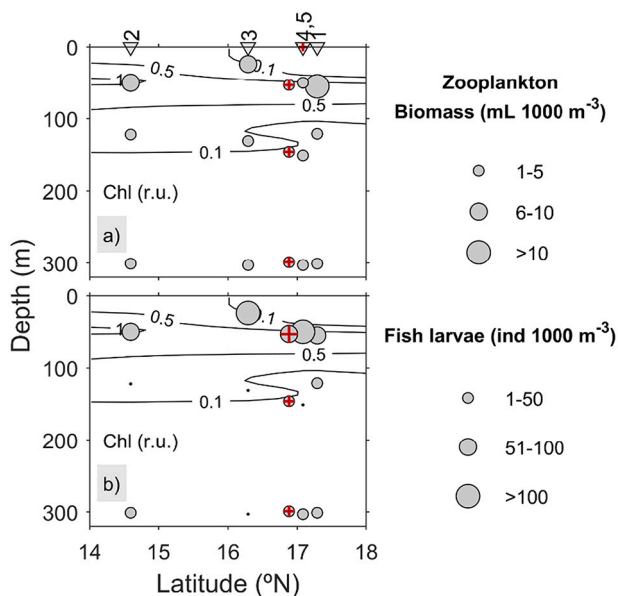 2
3
4,5
1
0
100
200
300
0.5
0.1
1
0.5
0.1
Chl (r.u.)
a)
Zooplankton
Biomass (mL 1000 m⁻³)
1-5
6-10
>10
Depth (m)
0
100
200
300
0.5
0.1
1
0.5
0.1
Chl (r.u.)
b)
Fish larvae (ind 1000 m⁻³)
1-50
51-100
>100
14 15 16 17 18
Latitude (ºN)